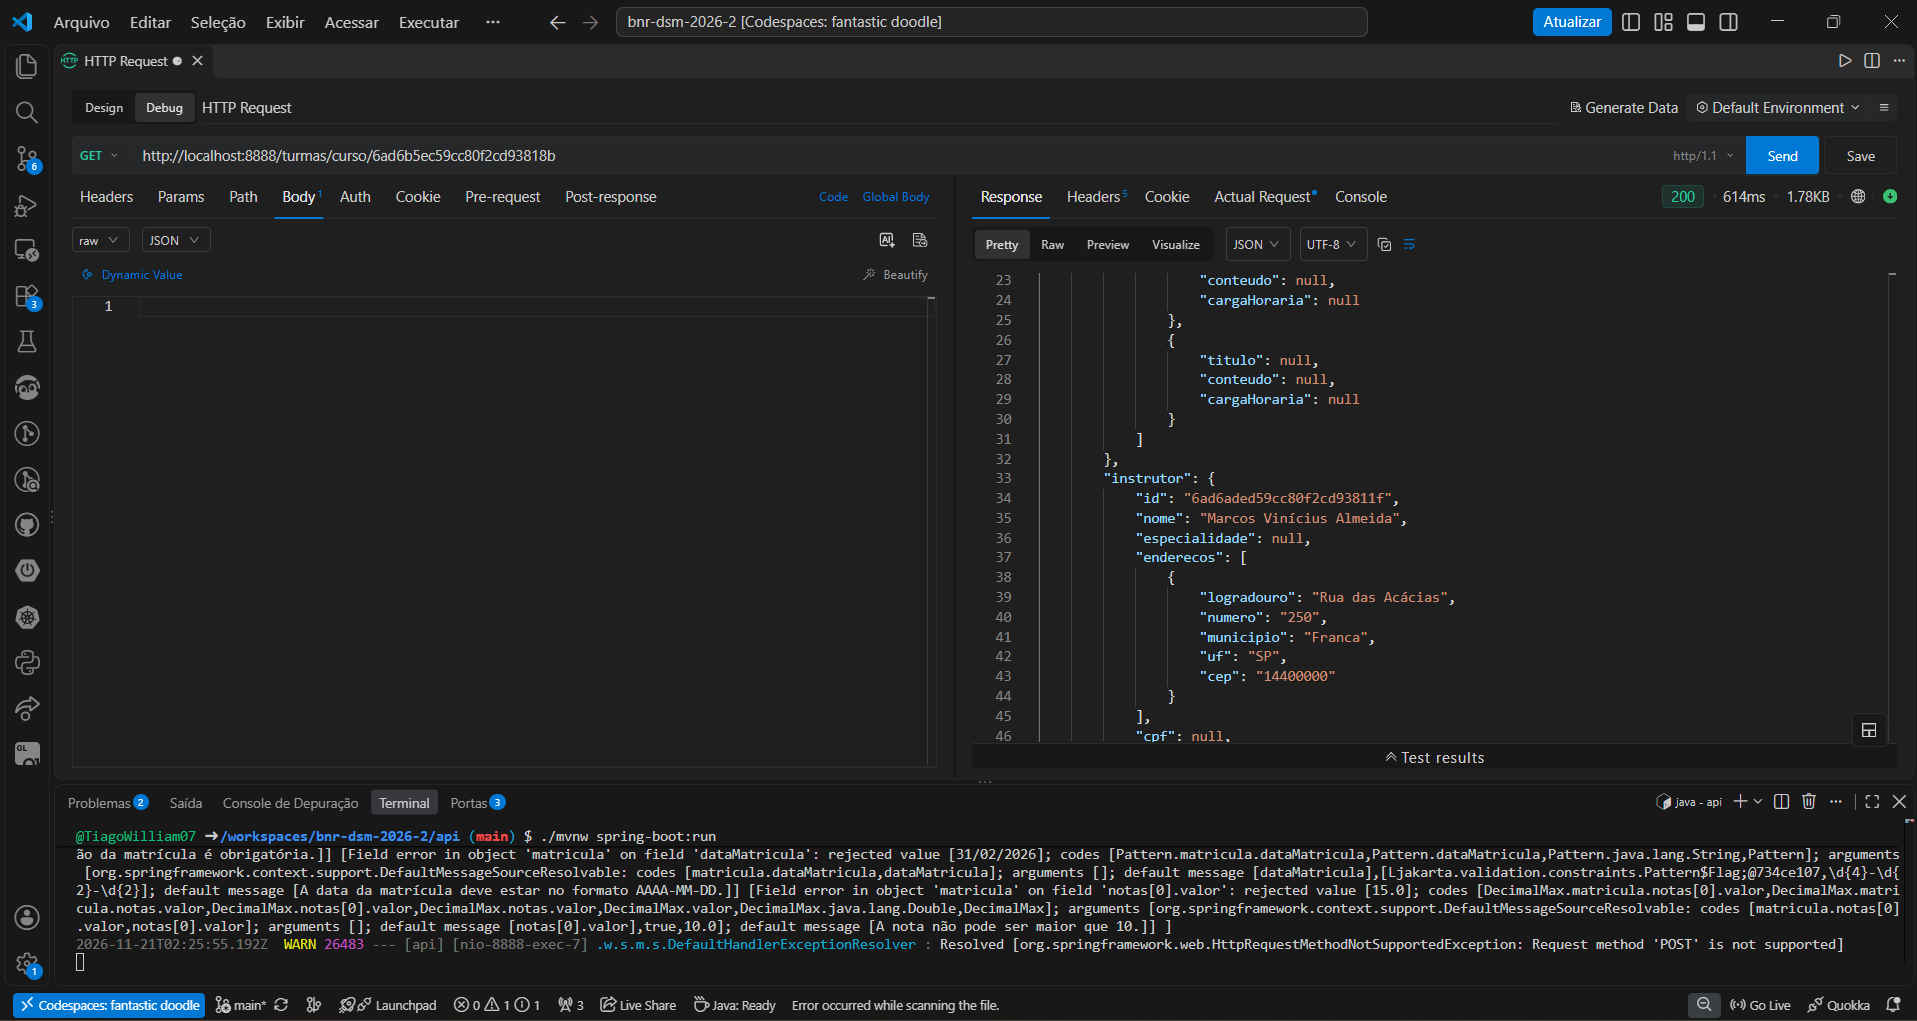 Arquivo Editar Seleção Exibir Acessar Executar ··· bnr-dsm-2026-2 [Codespaces: fantastic doodle] Atualizar
HTTP Request
Design Debug HTTP Request Generate Data Default Environment
GET http://localhost:8888/turmas/curso/6ad6b5ec59cc80f2cd93818b http/1.1 Send Save
Headers Params Path Body 1 Auth Cookie Pre-request Post-response Code Global Body
raw JSON
Dynamic Value Beautify
1
Response Headers 5 Cookie Actual Request Console 200 614ms 1.78KB
Pretty Raw Preview Visualize JSON UTF-8
23 "conteudo": null,
24 "cargaHoraria": null
25 },
26 {
27 "titulo": null,
28 "conteudo": null,
29 "cargaHoraria": null
30 }
31 ]
32 },
33 "instrutor": {
34 "id": "6ad6aded59cc80f2cd93811f",
35 "nome": "Marcos Vinícius Almeida",
36 "especialidade": null,
37 "enderecos": [
38 {
39 "logradouro": "Rua das Acácias",
40 "numero": "250",
41 "municipio": "Franca",
42 "uf": "SP",
43 "cep": "14400000"
44 }
45 ],
46 "cpf": null,
Test results
6
3
GL
1
Problemas 2 Saída Console de Depuração Terminal Portas 3 java - api
@TiagoWilliam07 ➜ /workspaces/bnr-dsm-2026-2/api (main) $ ./mvnw spring-boot:run
ão da matrícula é obrigatória.]] [Field error in object 'matricula' on field 'dataMatricula': rejected value [31/02/2026]; codes [Pattern.matricula.dataMatricula,Pattern.dataMatricula,Pattern.java.lang.String,Pattern]; arguments
[org.springframework.context.support.DefaultMessageSourceResolvable: codes [matricula.dataMatricula,dataMatricula]; arguments []; default message [dataMatricula],[Ljakarta.validation.constraints.Pattern$Flag;@734ce107,\d{4}-\d{
2}-\d{2}]; default message [A data da matrícula deve estar no formato AAAA-MM-DD.]] [Field error in object 'matricula' on field 'notas[0].valor': rejected value [15.0]; codes [DecimalMax.matricula.notas[0].valor,DecimalMax.matri
cula.notas.valor,DecimalMax.notas[0].valor,DecimalMax.notas.valor,DecimalMax.valor,DecimalMax.java.lang.Double,DecimalMax]; arguments [org.springframework.context.support.DefaultMessageSourceResolvable: codes [matricula.notas[0]
.valor,notas[0].valor]; arguments []; default message [notas[0].valor],true,10.0]; default message [A nota não pode ser maior que 10.]] ]
2026-11-21T02:25:55.192Z WARN 26483 --- [api] [nio-8888-exec-7] .w.s.m.s.DefaultHandlerExceptionResolver : Resolved [org.springframework.web.HttpRequestMethodNotSupportedException: Request method 'POST' is not supported]
Codespaces: fantastic doodle main* Launchpad 0 1 1 3 Live Share Java: Ready Error occurred while scanning the file. Go Live Quokka